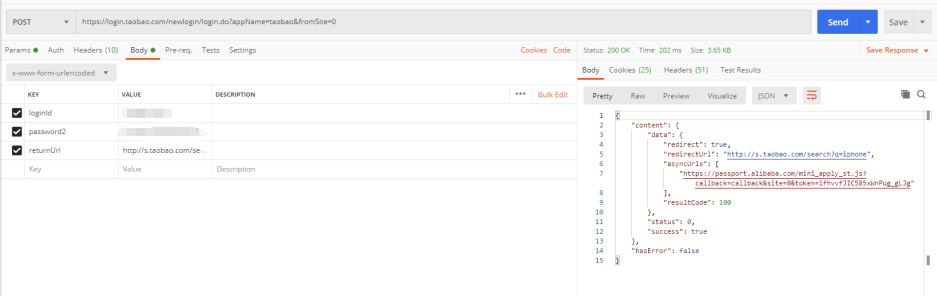 POST https://login.taobao.com/newlogin/login.do?appName=taobao&fromSite=0 Send Save
Params Auth Headers (10) Body Pre-req. Tests Settings Cookies Code
x-www-form-urlencoded
KEY VALUE DESCRIPTION ••• Bulk Edit
loginId
password2
returnUrl http://s.taobao.com/se...
Key Value Description
Status: 200 OK Time: 202 ms Size: 3.65 KB Save Response
Body Cookies (25) Headers (51) Test Results
Pretty Raw Preview Visualize JSON
1 {
2 "content": {
3 "data": {
4 "redirect": true,
5 "redirectUrl": "http://s.taobao.com/search?q=iphone",
6 "asyncUrls": [
7 "https://passport.alibaba.com/mini_apply_st.js?
callback=callback&site=0&token=lfhvvfJIC585xWnPug_gLJg"
8 ],
9 "resultCode": 100
10 },
11 "status": 0,
12 "success": true
13 },
14 "hasError": false
15 }